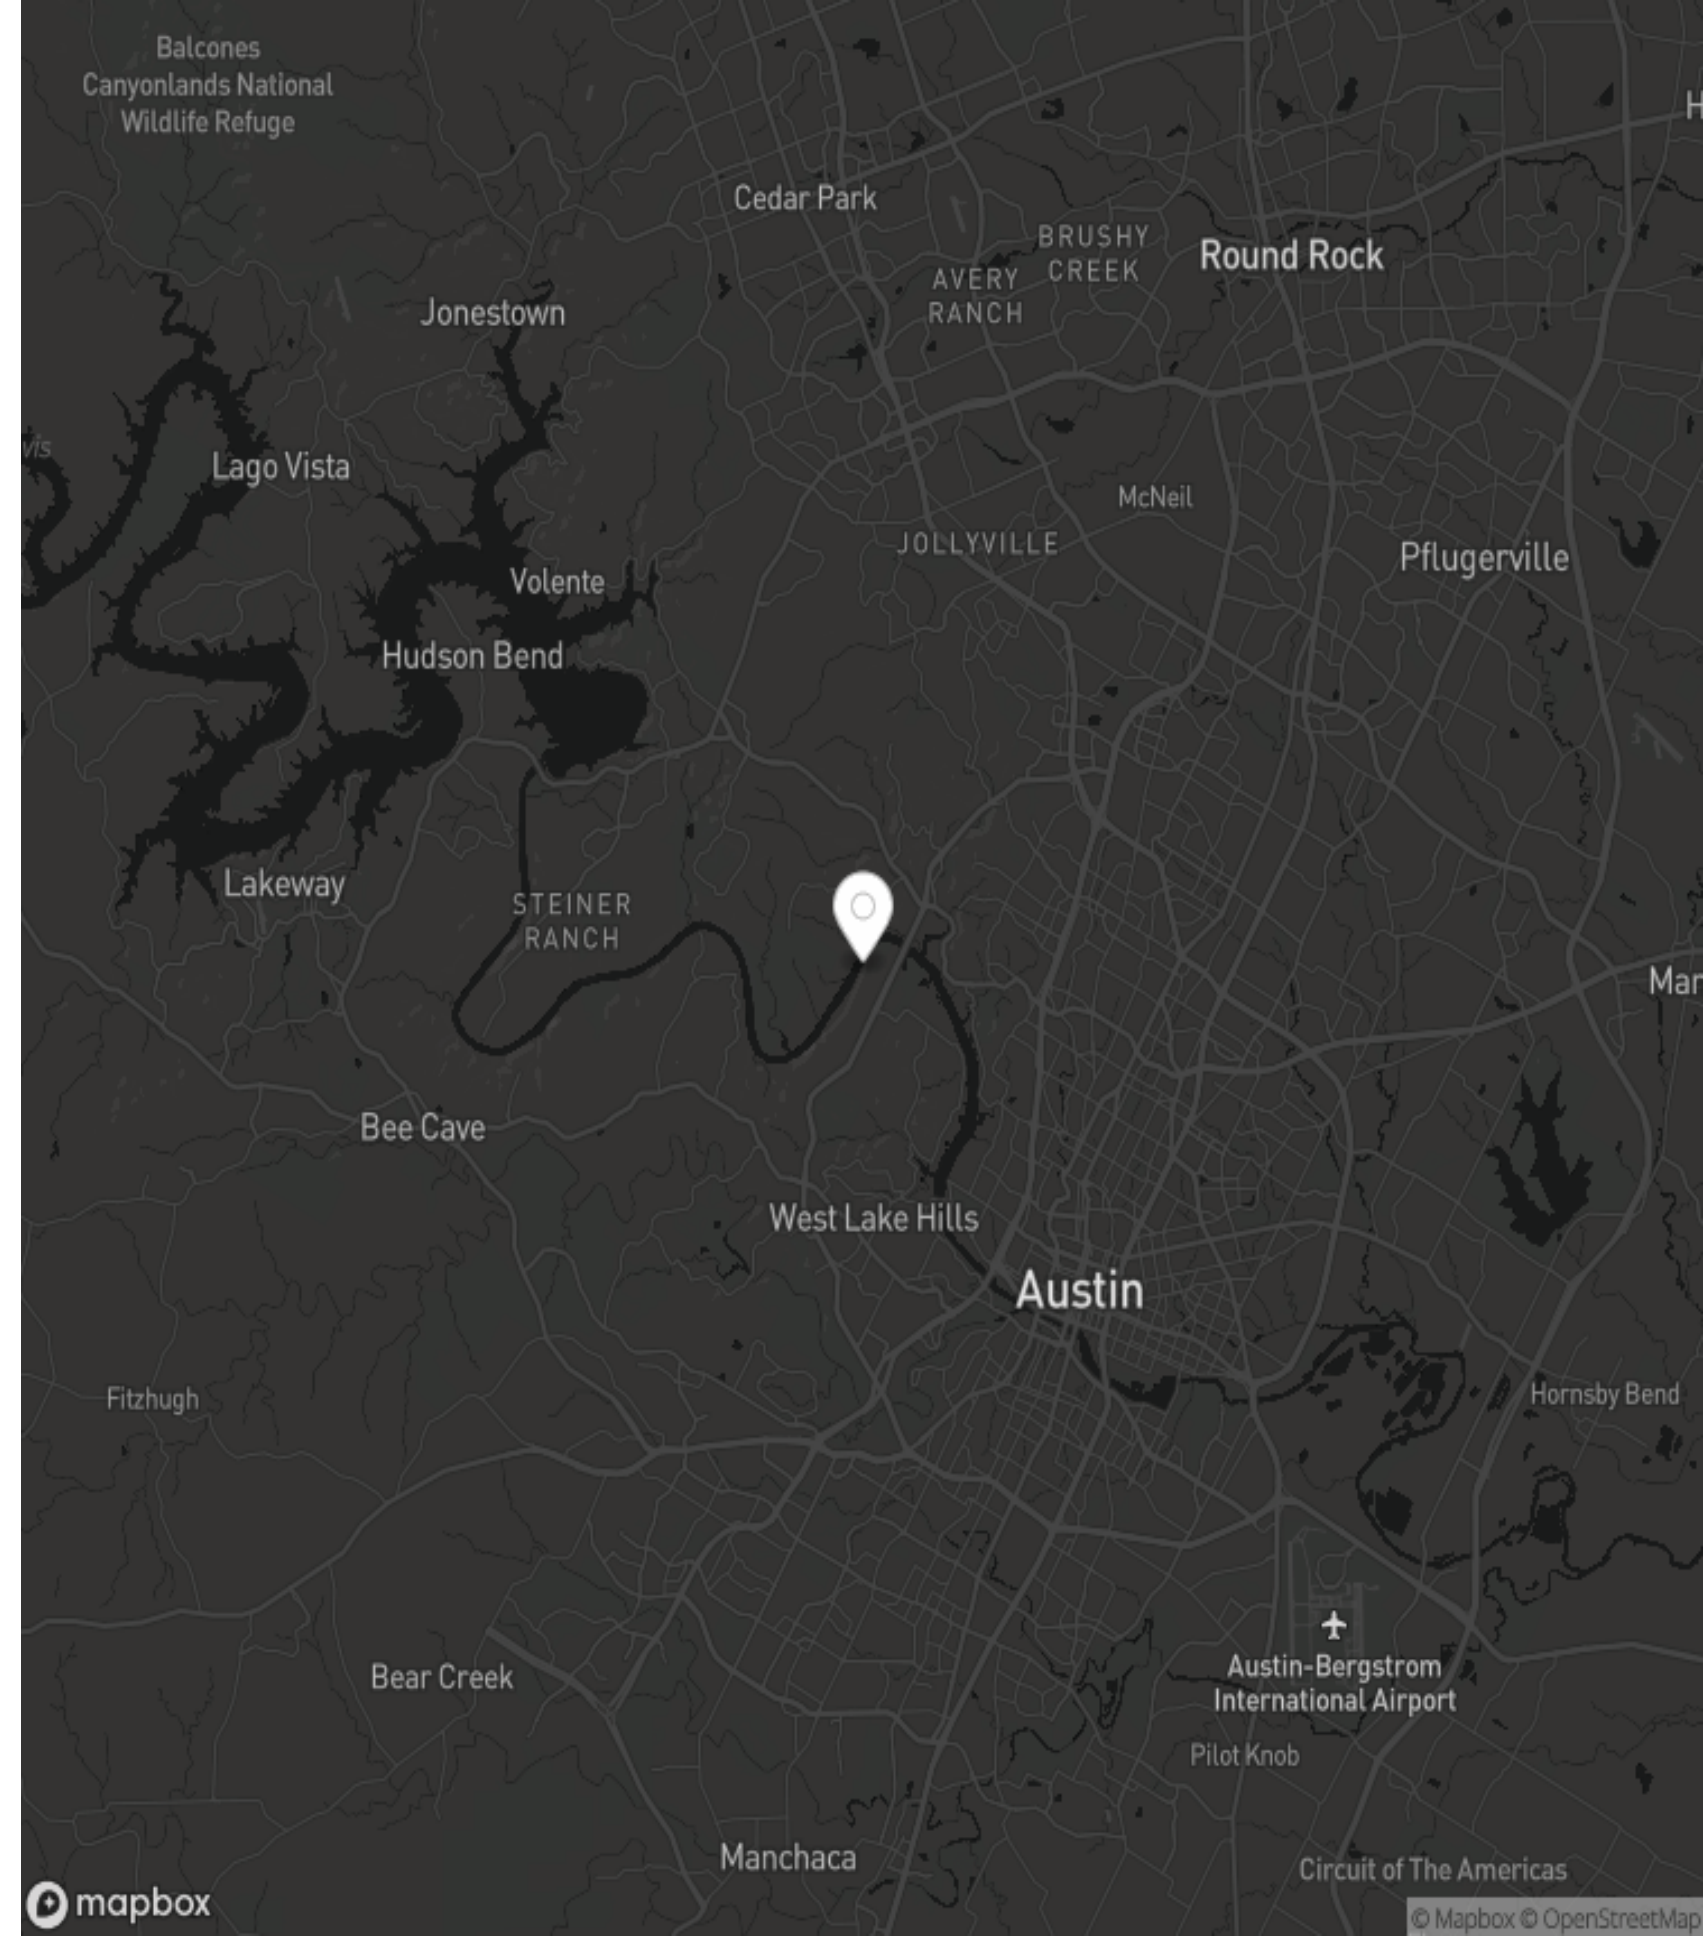 Balcones
Canyonlands National
Wildlife Refuge
Cedar Park
BRUSHY
CREEK
Round Rock
AVERY
RANCH
Jonestown
vis
Lago Vista
McNeil
JOLLYVILLE
Pflugerville
Volente
Hudson Bend
Lakeway
STEINER
RANCH
Mar
Bee Cave
West Lake Hills
Austin
Fitzhugh
Hornsby Bend
Austin-Bergstrom
International Airport
Bear Creek
Pilot Knob
Manchaca
Circuit of The Americas
mapbox
© Mapbox © OpenStreetMap